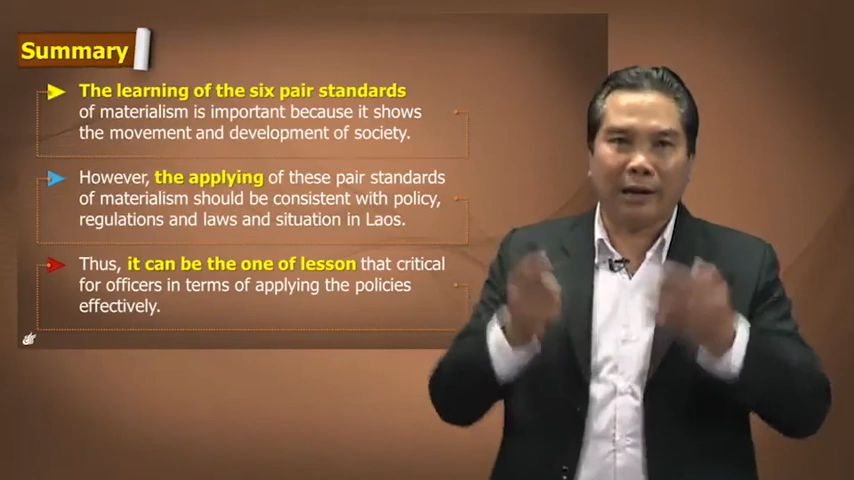 Summary
The learning of the six pair standards
of materialism is important because it shows
the movement and development of society.
However, the applying of these pair standards
of materialism should be consistent with policy,
regulations and laws and situation in Laos.
Thus, it can be the one of lesson that critical
for officers in terms of applying the policies
effectively.